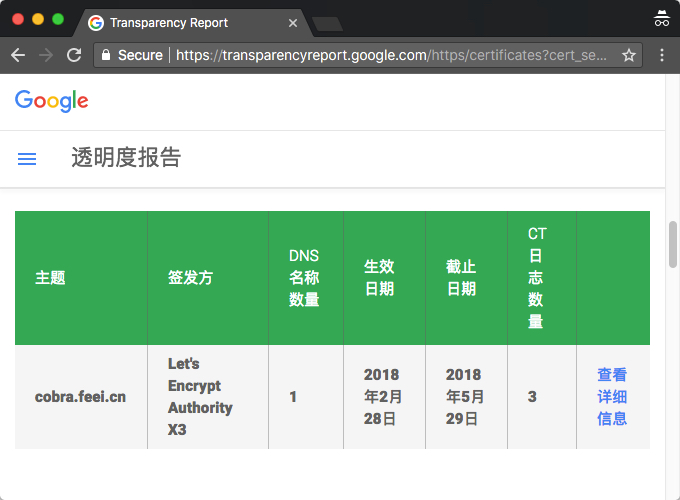 Transparency Report
Secure
https://transparencyreport.google.com/https/certificates?cert_se...
Google
透明度报告
主题
签发方
DNS
名称
数量
生效
日期
截止
日期
CT
日
志
数
量
cobra.feei.cn
Let's
Encrypt
Authority
X3
1
2018
年2月
28日
2018
年5月
29日
3
查看
详细
信息